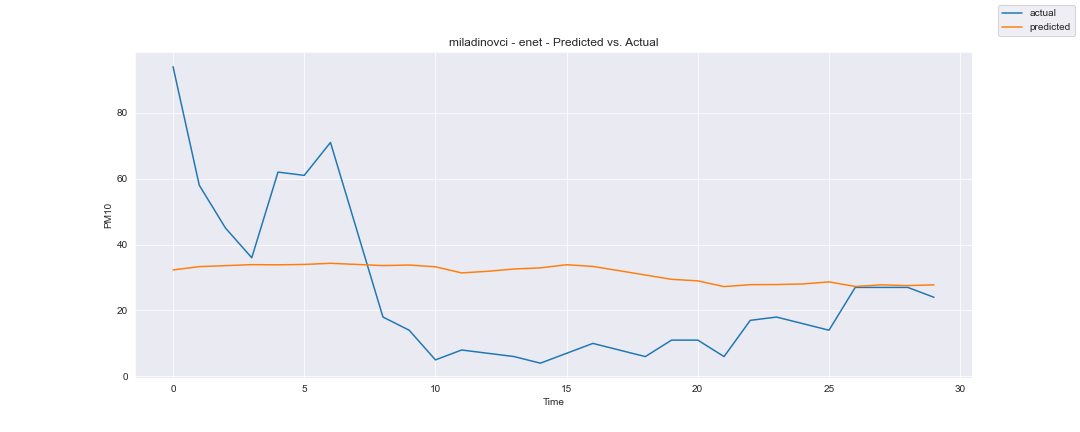 actual
predicted
miladinovci - enet - Predicted vs. Actual
80
60
40
20
0
PM10
0 5 10 15 20 25 30
Time